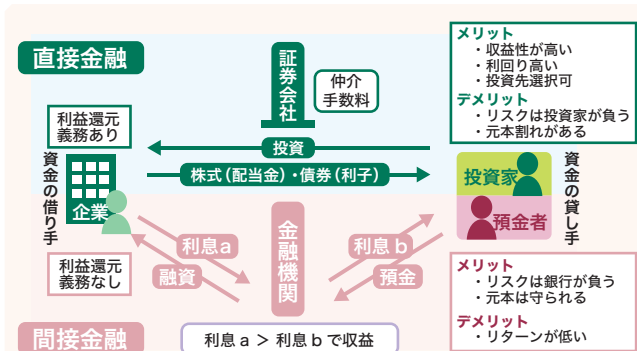 直接金融
証券会社
仲介
手数料
メリット
・収益性が高い
・利回り高い
・投資先選択可
デメリット
・リスクは投資家が負う
・元本割れがある
利益還元
義務あり
投資
株式(配当金)・債券(利子)
資金の借り手
企業
投資家
預金者
資金の貸し手
金融機関
利息a
融資
利息b
預金
利益還元
義務なし
メリット
・リスクは銀行が負う
・元本は守られる
デメリット
・リターンが低い
間接金融
利息a > 利息bで収益